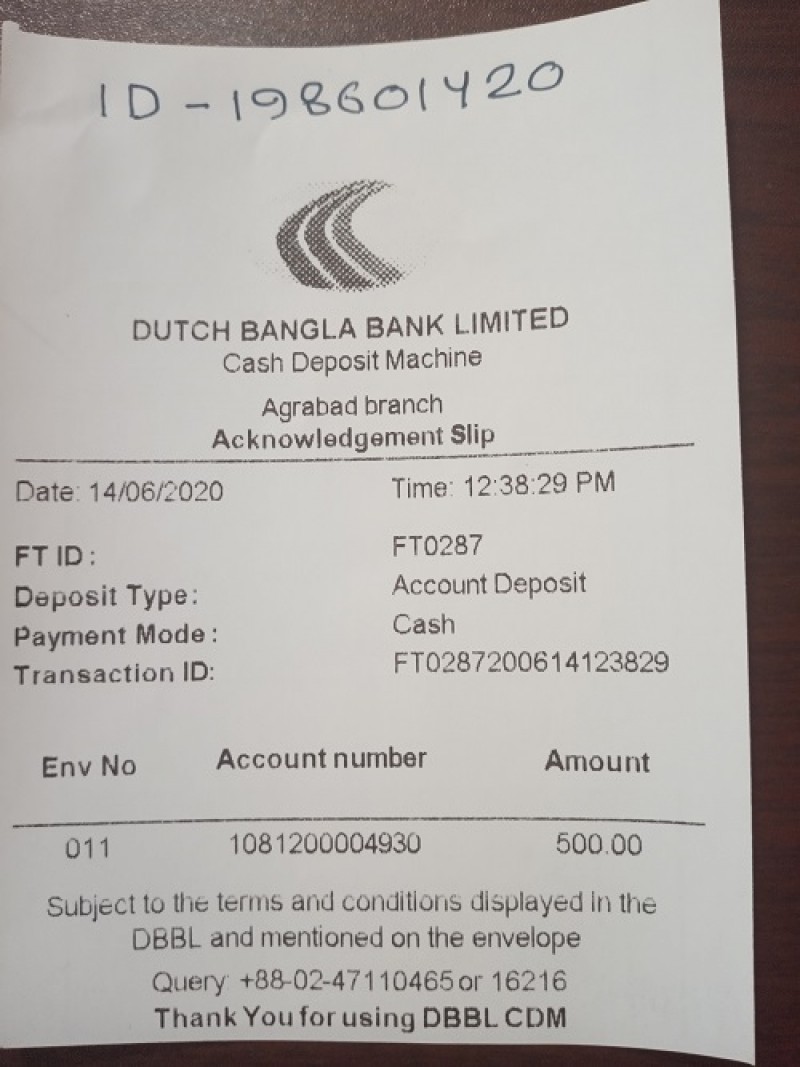 ID - 198601420
DUTCH BANGLA BANK LIMITED
Cash Deposit Machine
Agrabad branch
Acknowledgement Slip
Date: 14/06/2020 Time: 12:38:29 PM
FT ID : FT0287
Deposit Type: Account Deposit
Payment Mode : Cash
Transaction ID: FT0287200614123829
Env No Account number Amount
011 1081200004930 500.00
Subject to the terms and conditions displayed in the
DBBL and mentioned on the envelope
Query: +88-02-47110465 or 16216
Thank You for using DBBL CDM